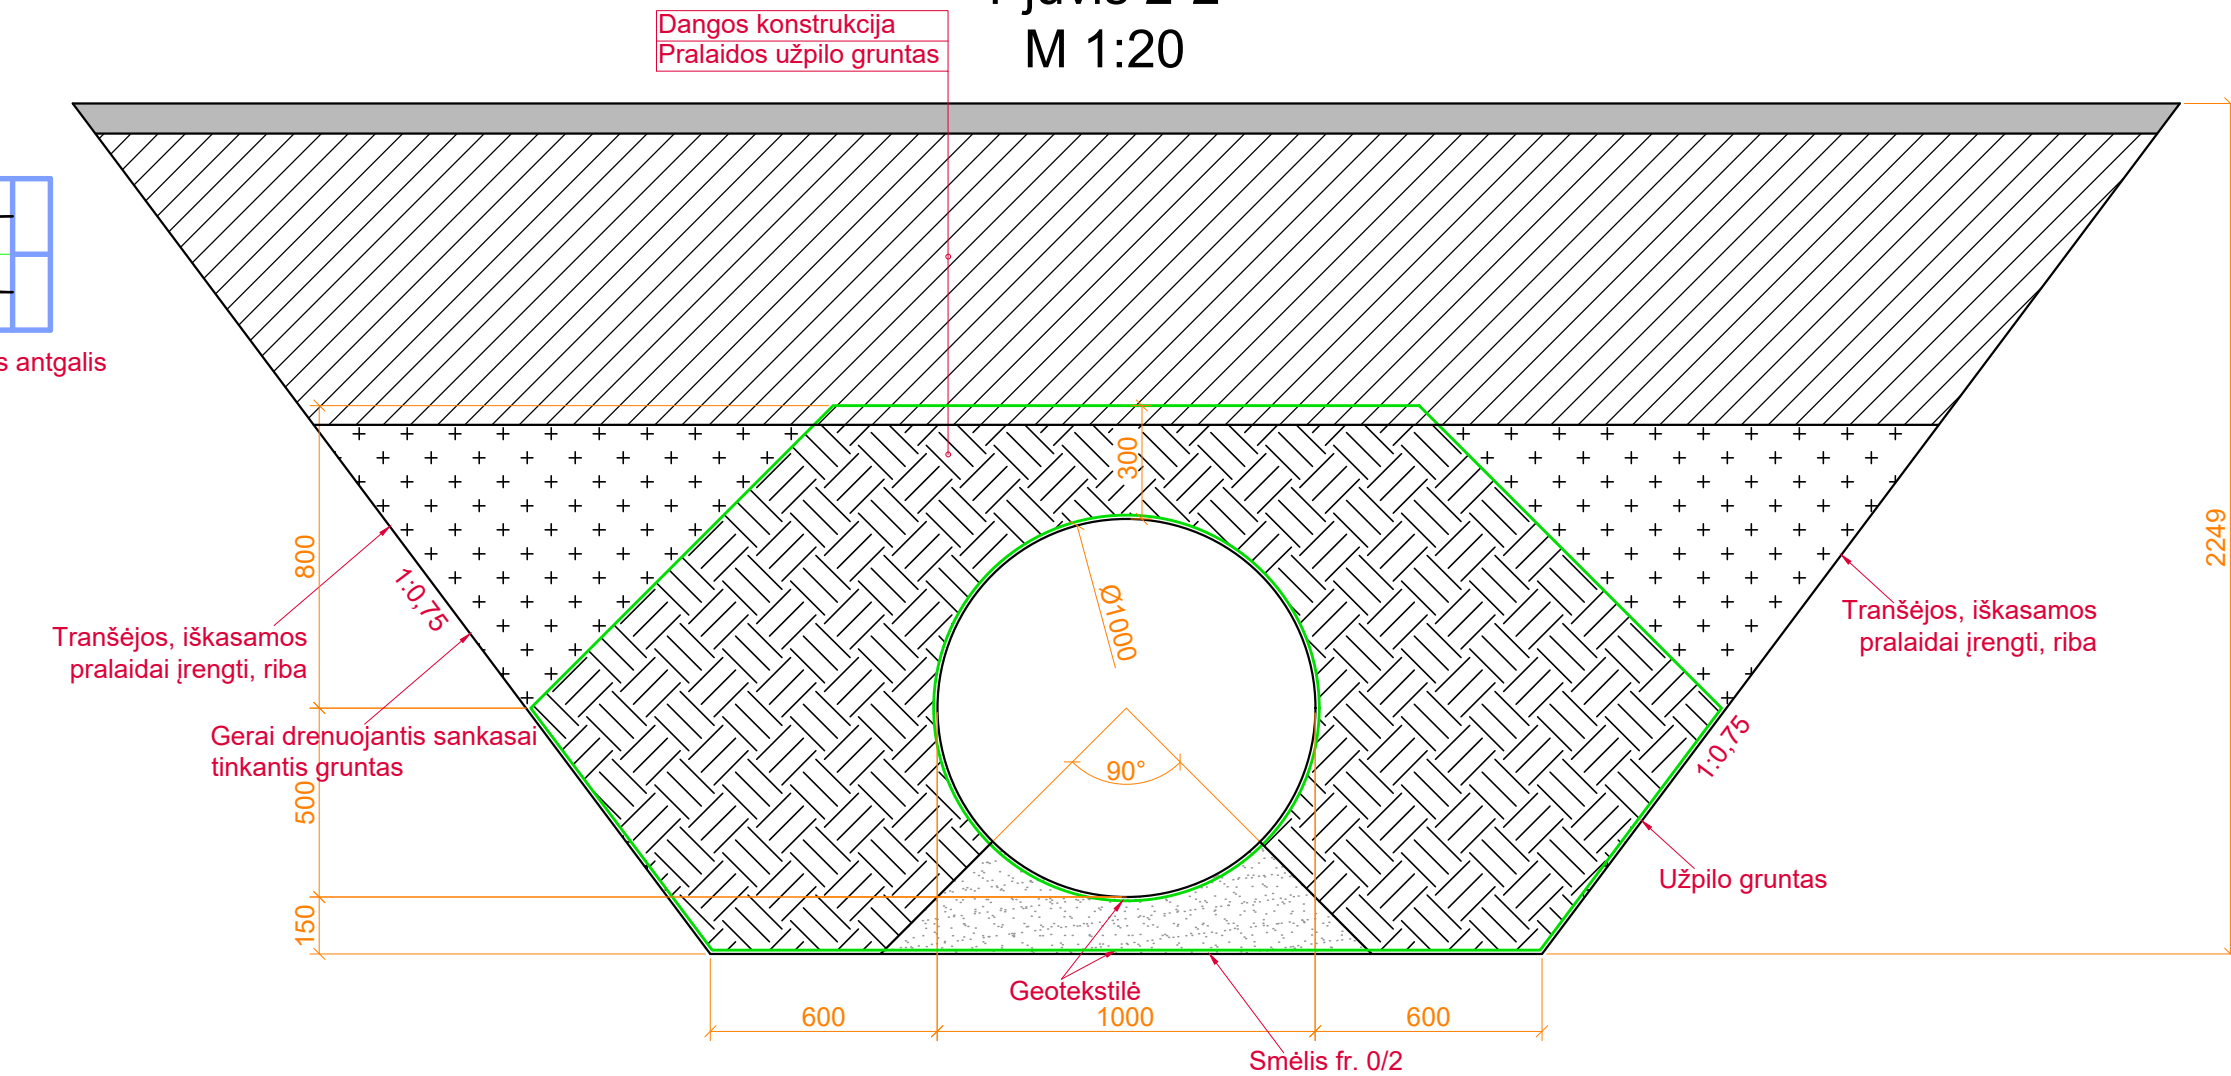 2-2
M 1:20
Dangos konstrukcija
Pralaidos užpilo gruntas
antgalis
300
800
2249
1:0,75
Ø1000
Tranšėjos, iškasamos
pralaidai įrengti, riba
Tranšėjos, iškasamos
pralaidai įrengti, riba
Gerai drenuojantis sankasai
tinkantis gruntas
1:0,75
90°
500
Užpilo gruntas
150
Geotekstilė
600
1000
600
Smėlis fr. 0/2